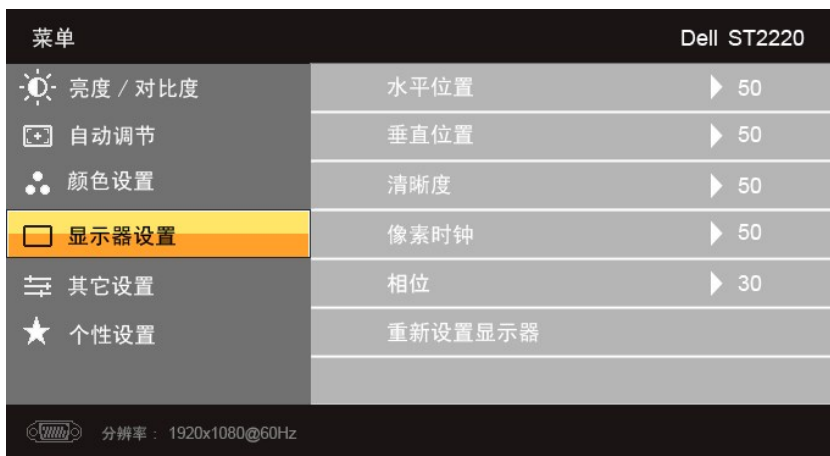 菜单 Dell ST2220
亮度 / 对比度 水平位置 50
自动调节 垂直位置 50
颜色设置 清晰度 50
显示器设置 像素时钟 50
其它设置 相位 30
个性设置 重新设置显示器
分辨率： 1920x1080@60Hz